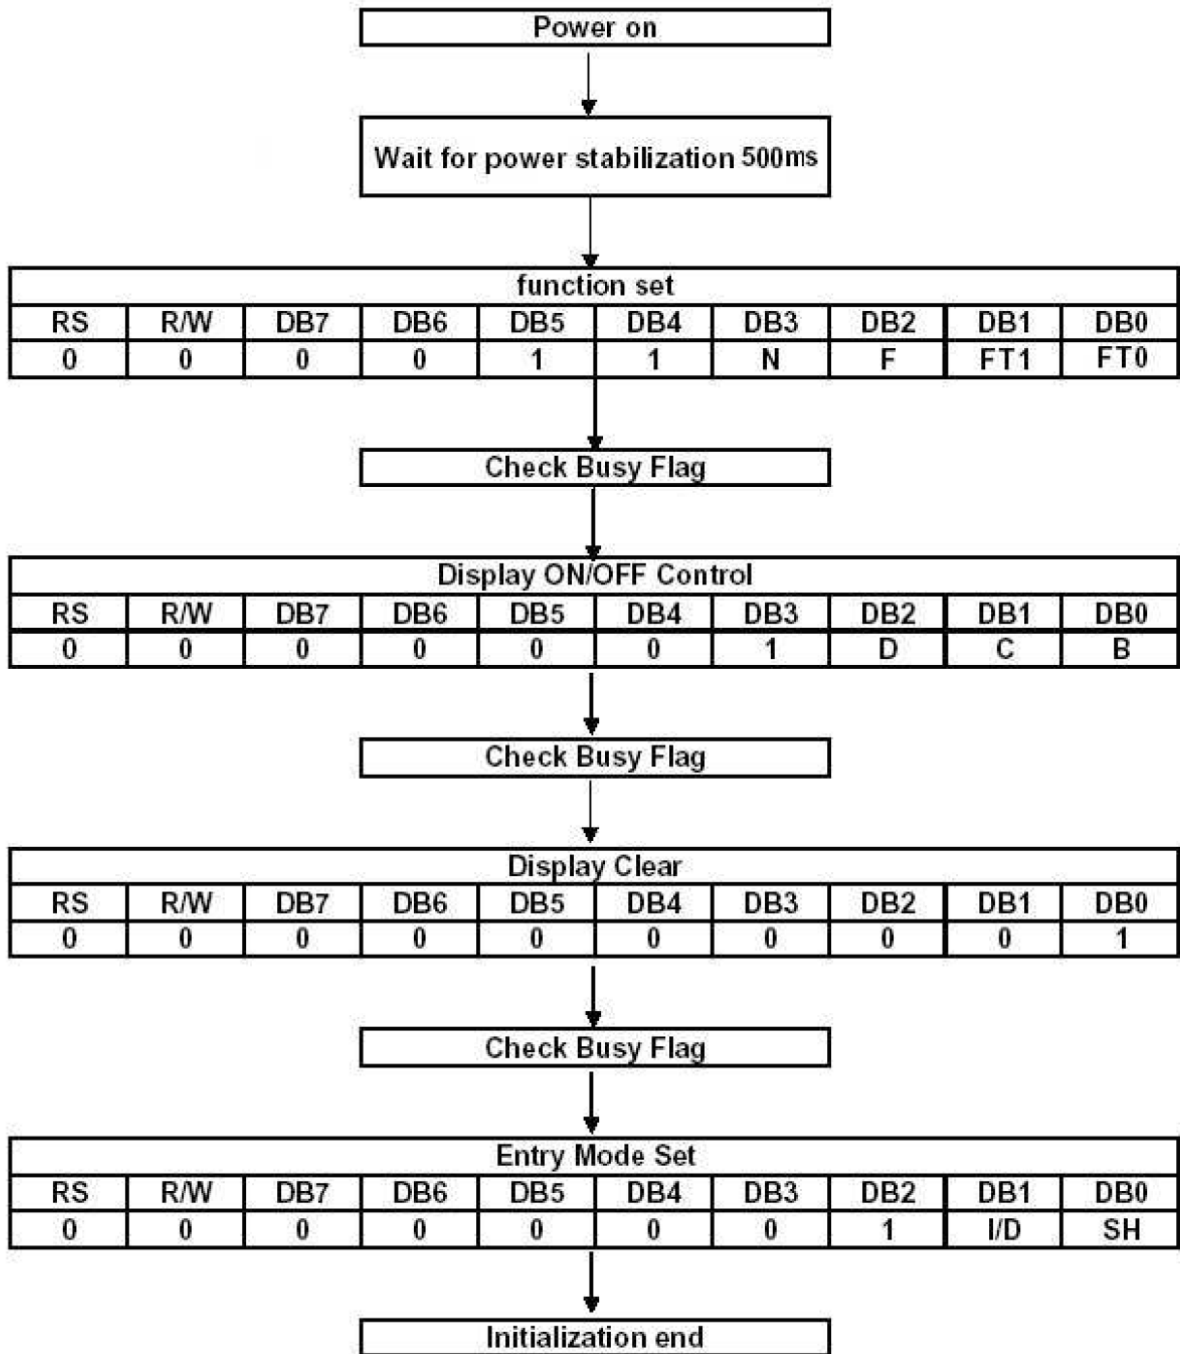 Power on
Wait for power stabilization 500ms
function set
RS R/W DB7 DB6 DB5 DB4 DB3 DB2 DB1 DB0
0 0 0 0 1 1 N F FT1 FT0
Check Busy Flag
Display ON/OFF Control
RS R/W DB7 DB6 DB5 DB4 DB3 DB2 DB1 DB0
0 0 0 0 0 0 1 D C B
Check Busy Flag
Display Clear
RS R/W DB7 DB6 DB5 DB4 DB3 DB2 DB1 DB0
0 0 0 0 0 0 0 0 0 1
Check Busy Flag
Entry Mode Set
RS R/W DB7 DB6 DB5 DB4 DB3 DB2 DB1 DB0
0 0 0 0 0 0 0 1 I/D SH
Initialization end